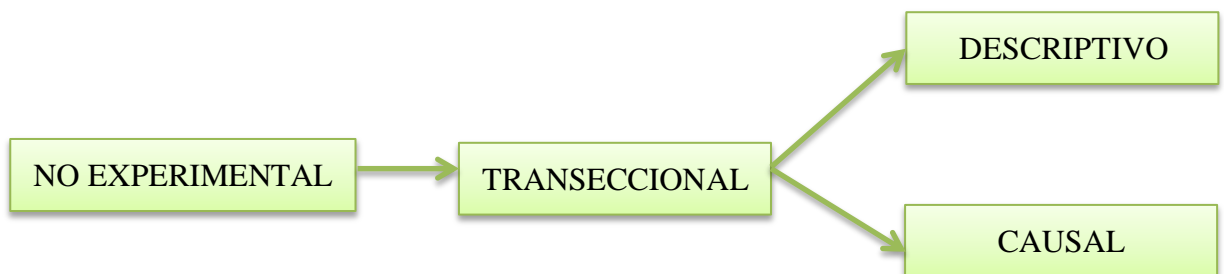 DESCRIPTIVO
NO EXPERIMENTAL
TRANSECCIONAL
CAUSAL